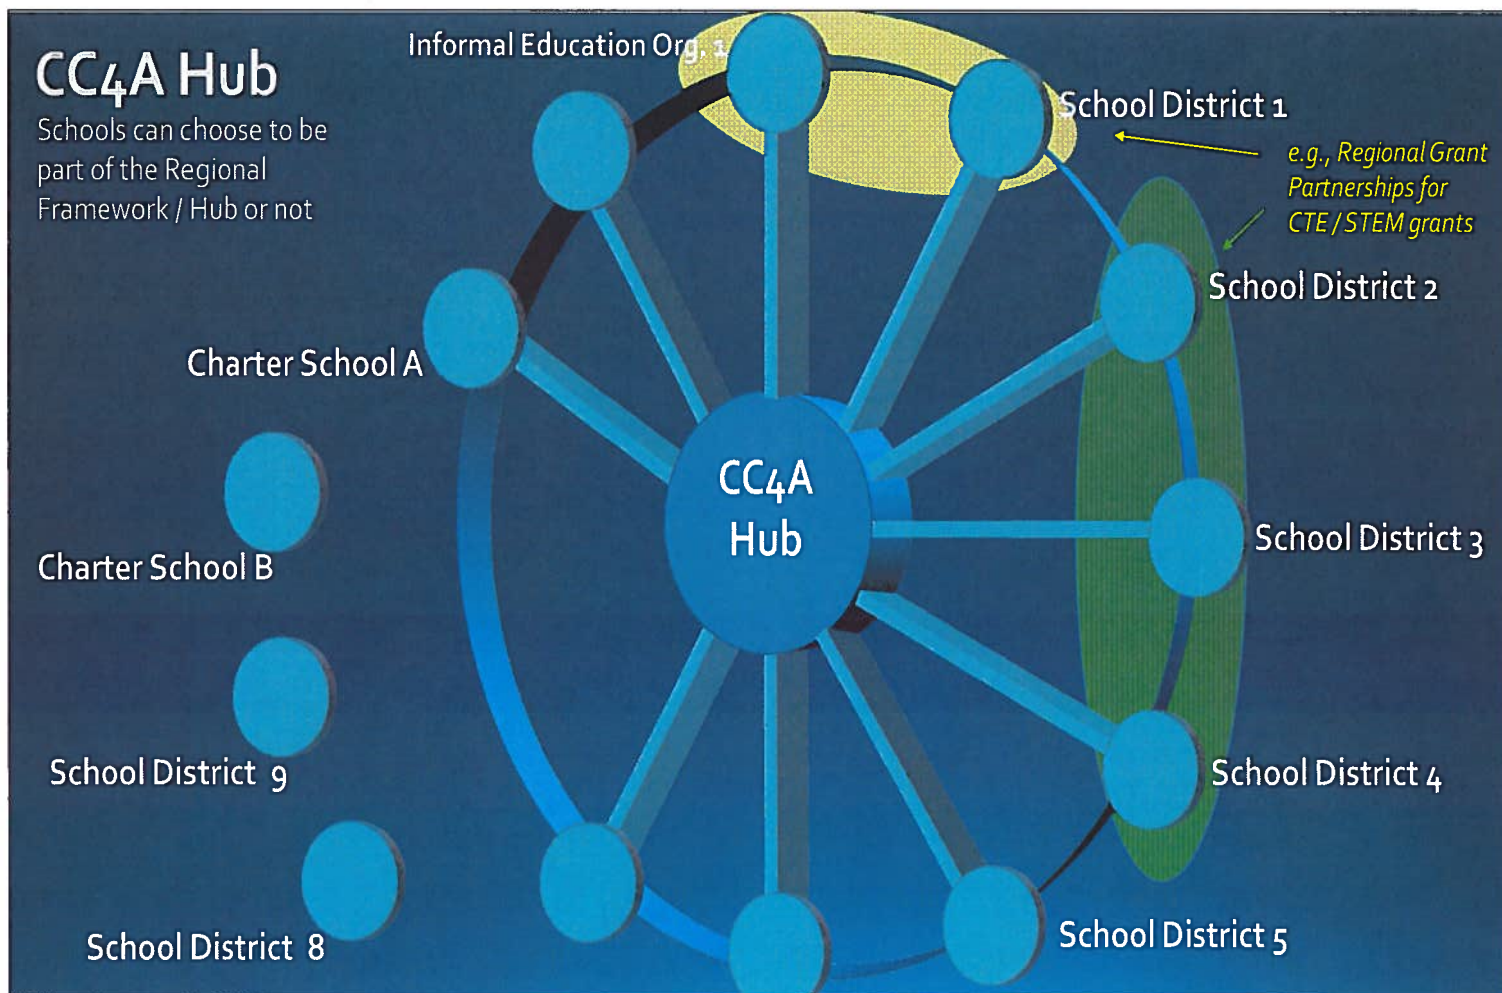 CC4A Hub
Schools can choose to be
part of the Regional
Framework / Hub or not
Informal Education Org. 1
School District 1
e.g., Regional Grant
Partnerships for
CTE / STEM grants
School District 2
Charter School A
CC4A
Hub
School District 3
Charter School B
School District 9
School District 4
School District 8
School District 5